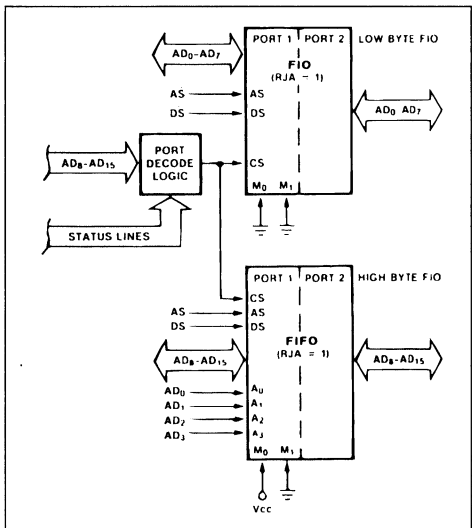 PORT 1 PORT 2 LOW BYTE FIO
AD0-AD7
FIO
(RJA = 1)
AS AS
DS DS
AD0 AD7
AD8-AD15
PORT
DECODE
LOGIC
CS
M0 M1
STATUS LINES
PORT 1 PORT 2 HIGH BYTE FIO
CS
AS AS
DS DS
FIFO
(RJA = 1)
AD8-AD15
AD8-AD15
AD0 A0
AD1 A1
AD2 A2
AD3 A3
M0 M1
Vcc